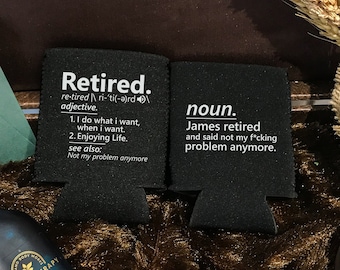 Retired.
re·tired |\ ri-ˈtī(-ə)rd 🔊\
adjective.
1. I do what i want,
when i want.
2. Enjoying Life.
see also:
Not my problem anymore
noun.
James retired
and said not my f*cking
problem anymore.